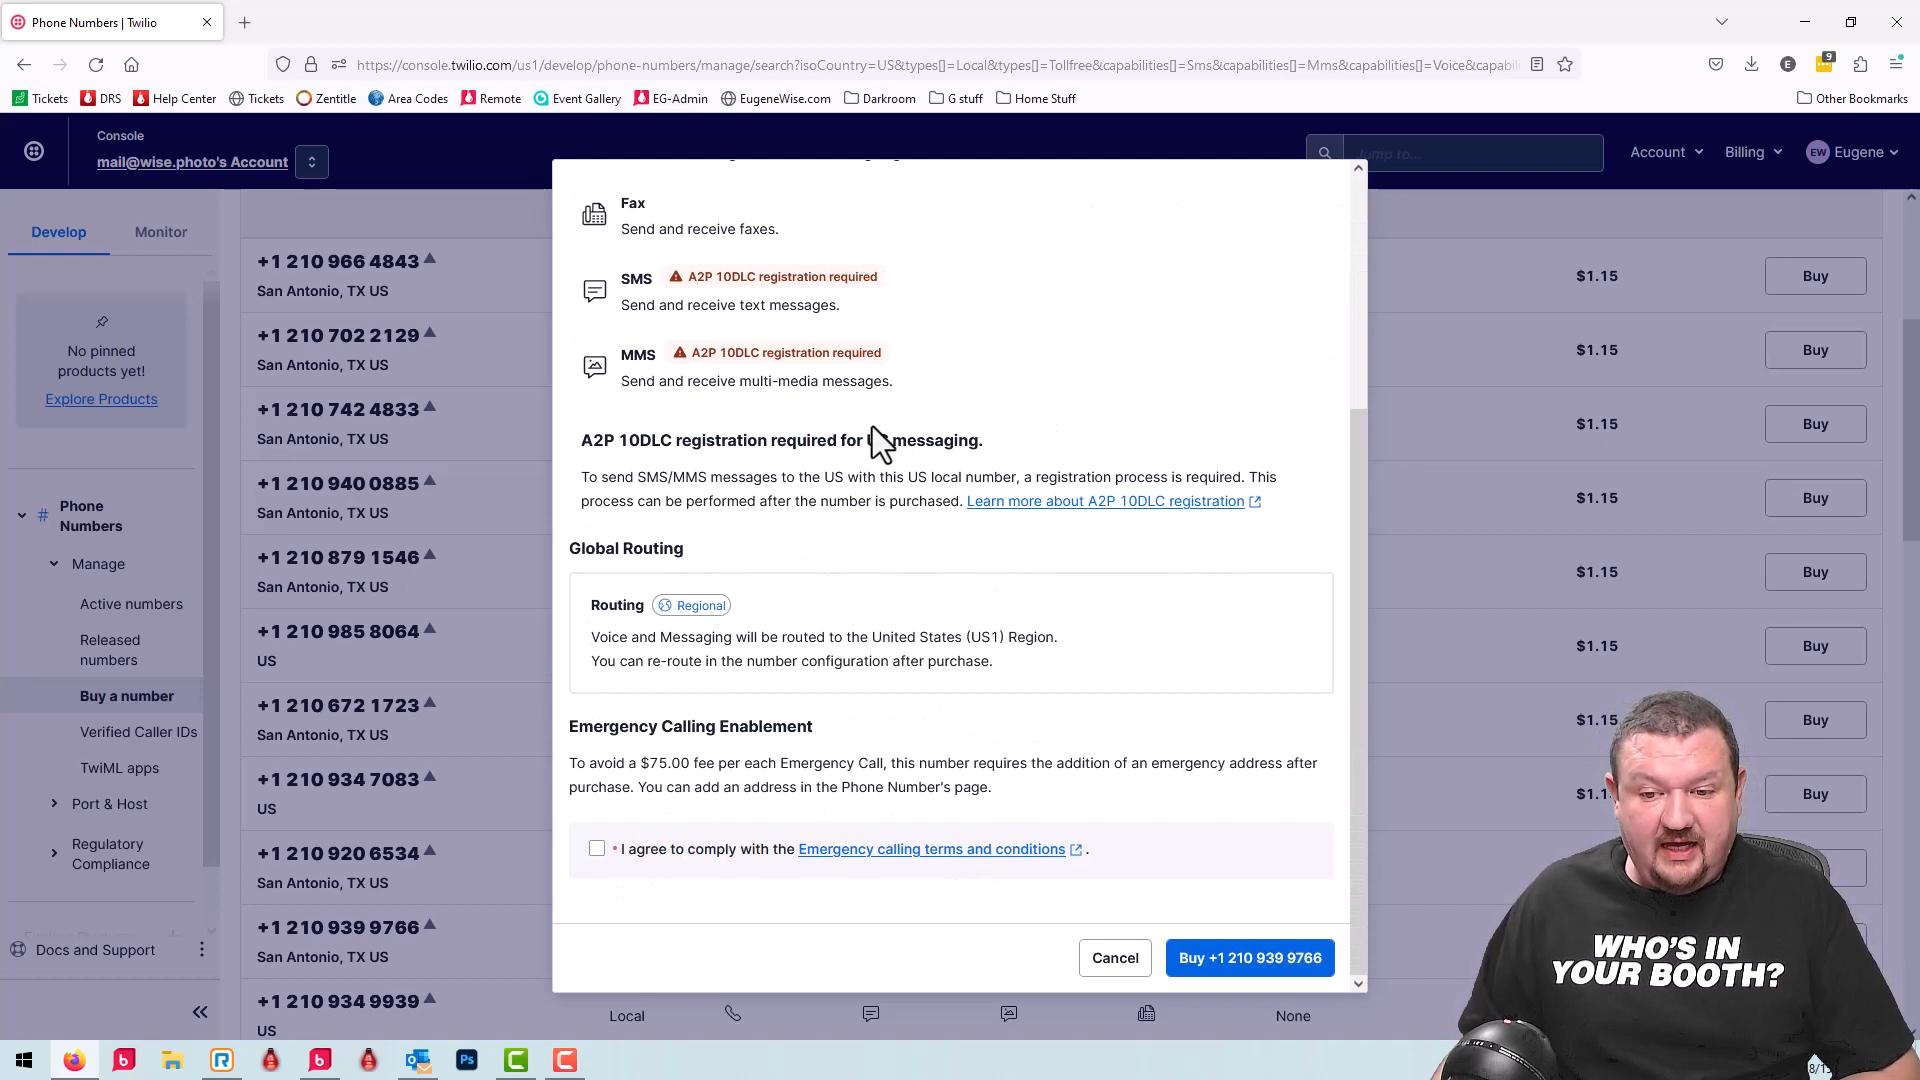 Phone Numbers | Twilio
https://console.twilio.com/us1/develop/phone-numbers/manage/search?isoCountry=US&types[]=Local&types[]=Tollfree&capabilities[]=Sms&capabilities[]=Mms&capabilities[]=Voice&capabili
9
E
Tickets
DRS
Help Center
Tickets
Zentitle
Area Codes
Remote
Event Gallery
EG-Admin
EugeneWise.com
Darkroom
G stuff
Home Stuff
Other Bookmarks
Console
mail@wise.photo's Account
Jump to...
Account
Billing
EW
Eugene
Develop
Monitor
No pinned
products yet!
Explore Products
# Phone
Numbers
Manage
Active numbers
Released
numbers
Buy a number
Verified Caller IDs
TwiML apps
Port & Host
Regulatory
Compliance
Docs and Support
+1 210 966 4843
San Antonio, TX US
$1.15
Buy
+1 210 702 2129
San Antonio, TX US
$1.15
Buy
+1 210 742 4833
San Antonio, TX US
$1.15
Buy
+1 210 940 0885
San Antonio, TX US
$1.15
Buy
+1 210 879 1546
San Antonio, TX US
$1.15
Buy
+1 210 985 8064
US
$1.15
Buy
+1 210 672 1723
San Antonio, TX US
$1.15
Buy
+1 210 934 7083
US
$1.1
Buy
+1 210 920 6534
San Antonio, TX US
+1 210 939 9766
San Antonio, TX US
+1 210 934 9939
US
Local
None
Fax
Send and receive faxes.
SMS A2P 10DLC registration required
Send and receive text messages.
MMS A2P 10DLC registration required
Send and receive multi-media messages.
A2P 10DLC registration required for messaging.
To send SMS/MMS messages to the US with this US local number, a registration process is required. This
process can be performed after the number is purchased. Learn more about A2P 10DLC registration
Global Routing
Routing Regional
Voice and Messaging will be routed to the United States (US1) Region.
You can re-route in the number configuration after purchase.
Emergency Calling Enablement
To avoid a $75.00 fee per each Emergency Call, this number requires the addition of an emergency address after
purchase. You can add an address in the Phone Number's page.
* I agree to comply with the Emergency calling terms and conditions .
Cancel
Buy +1 210 939 9766
WHO'S IN
YOUR BOOTH?
Ps